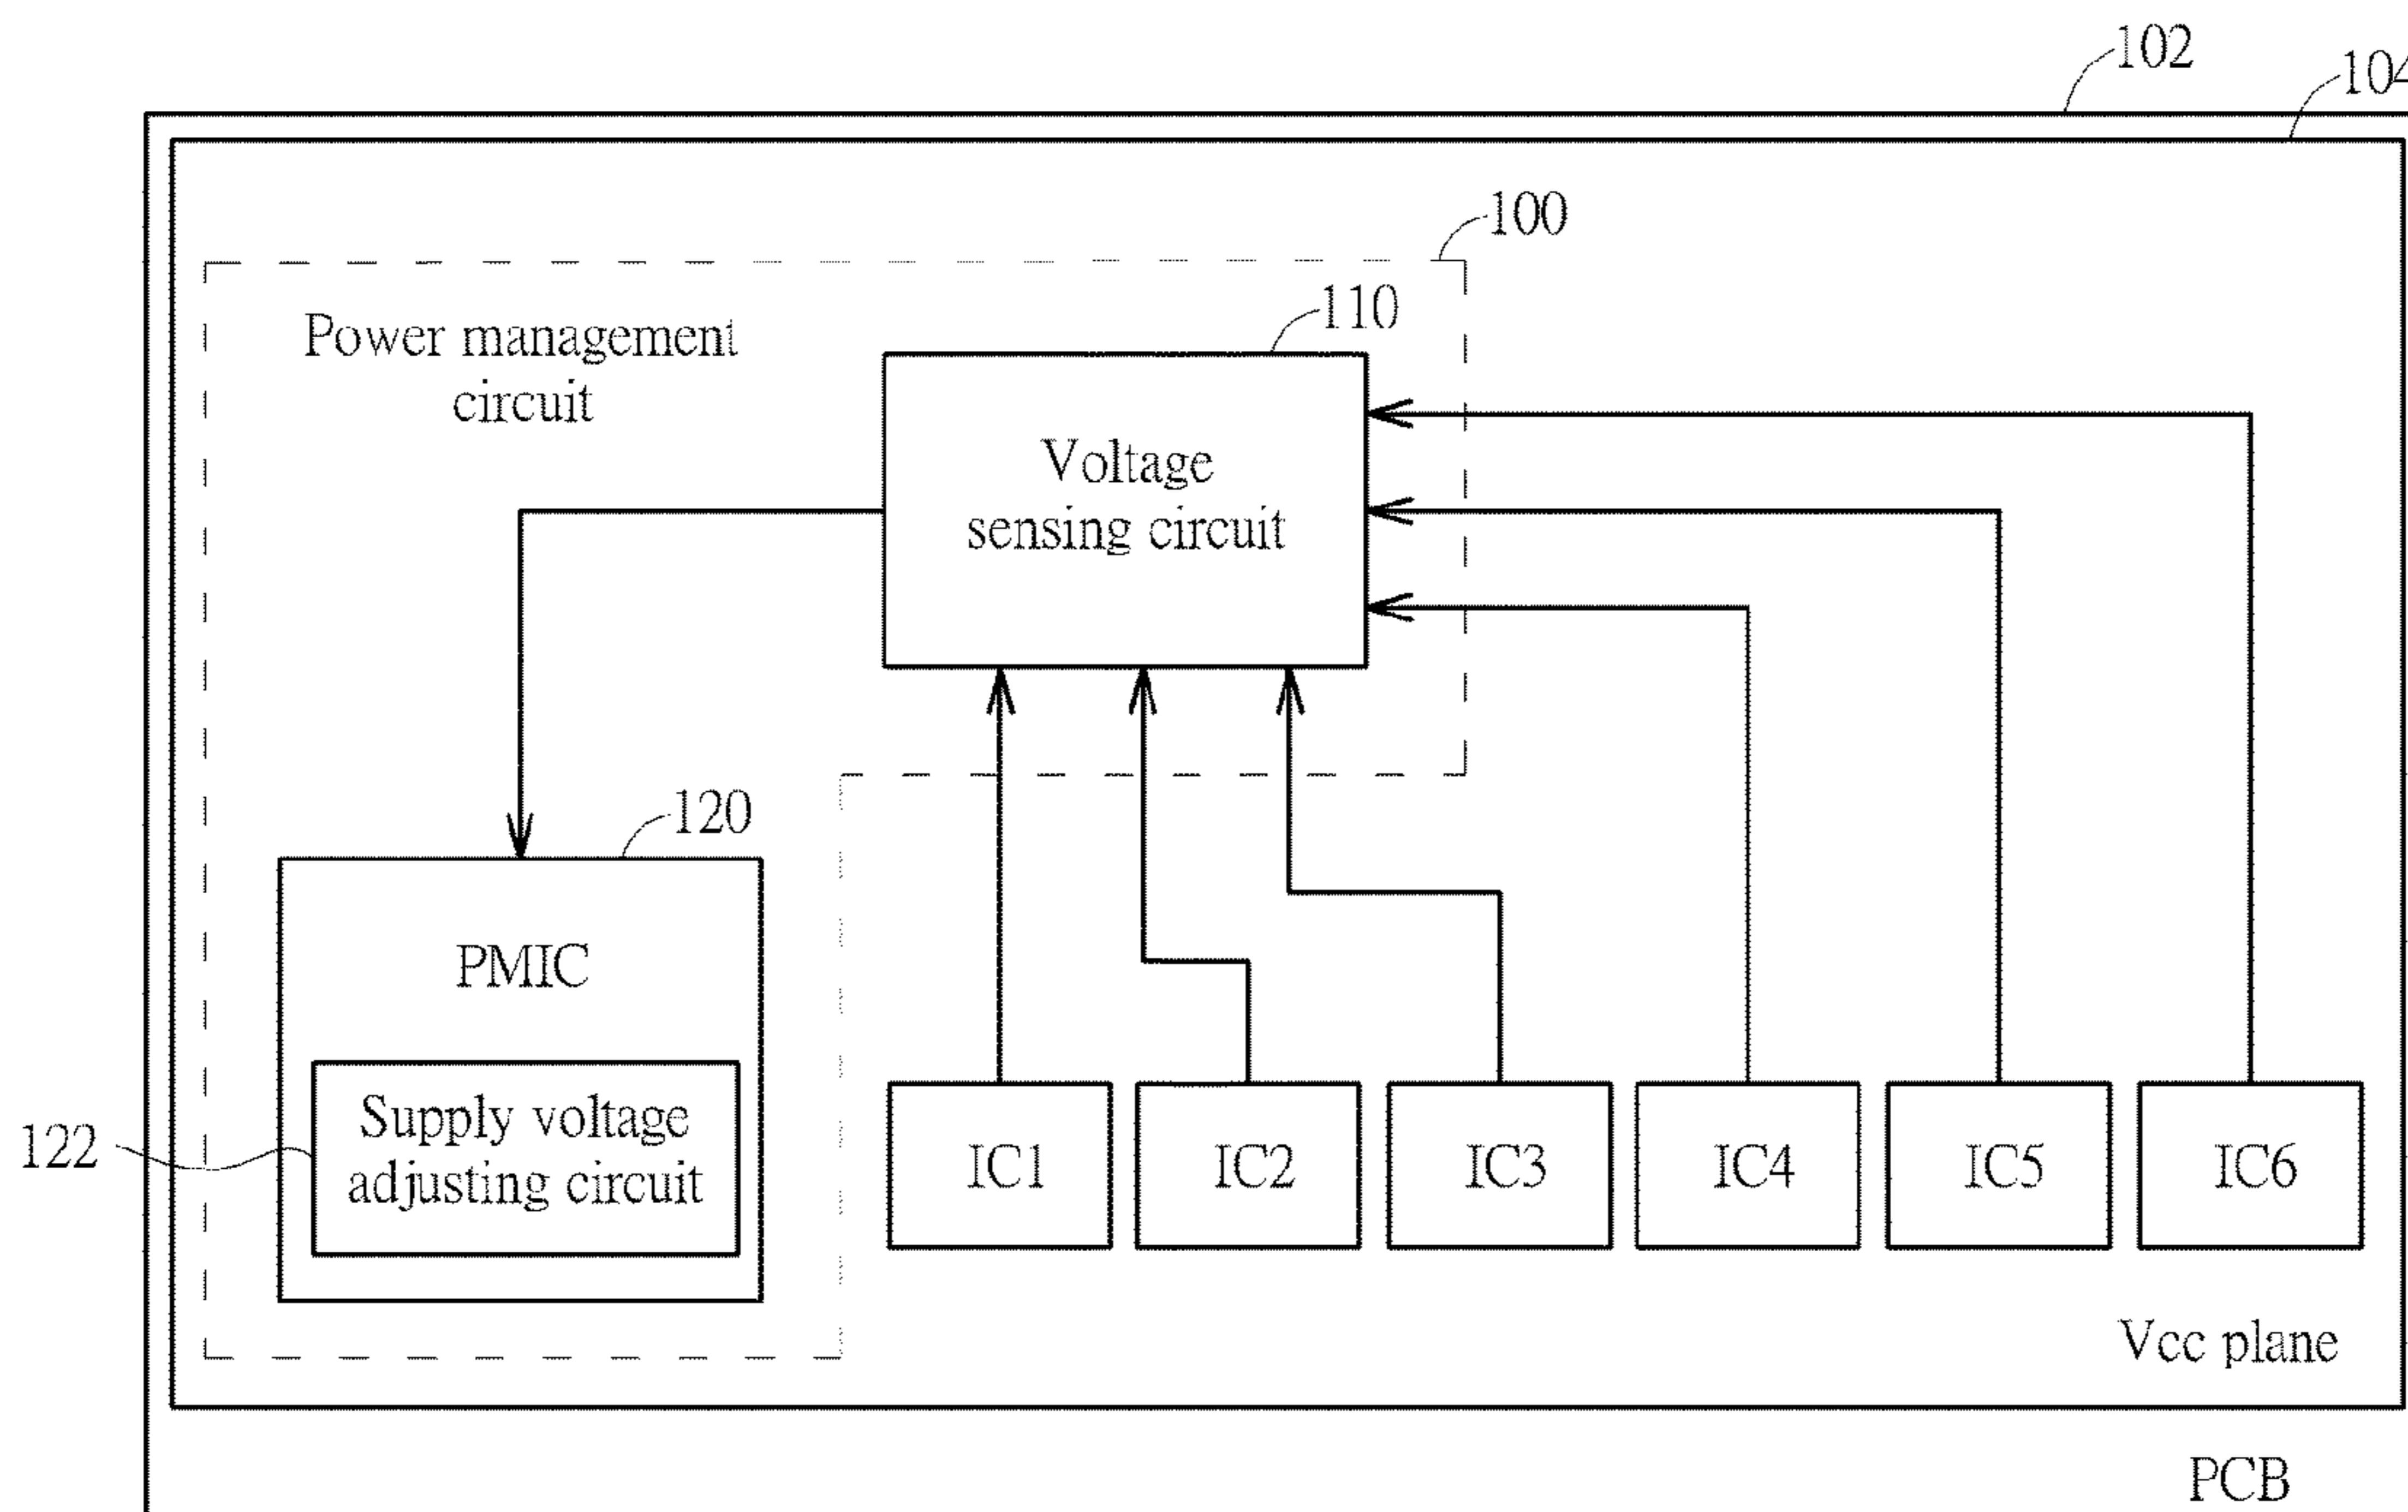 102
104
100
110
Power management
circuit
Voltage
sensing circuit
120
PMIC
Supply voltage
adjusting circuit
122
IC1
IC2
IC3
IC4
IC5
IC6
Vcc plane
PCB